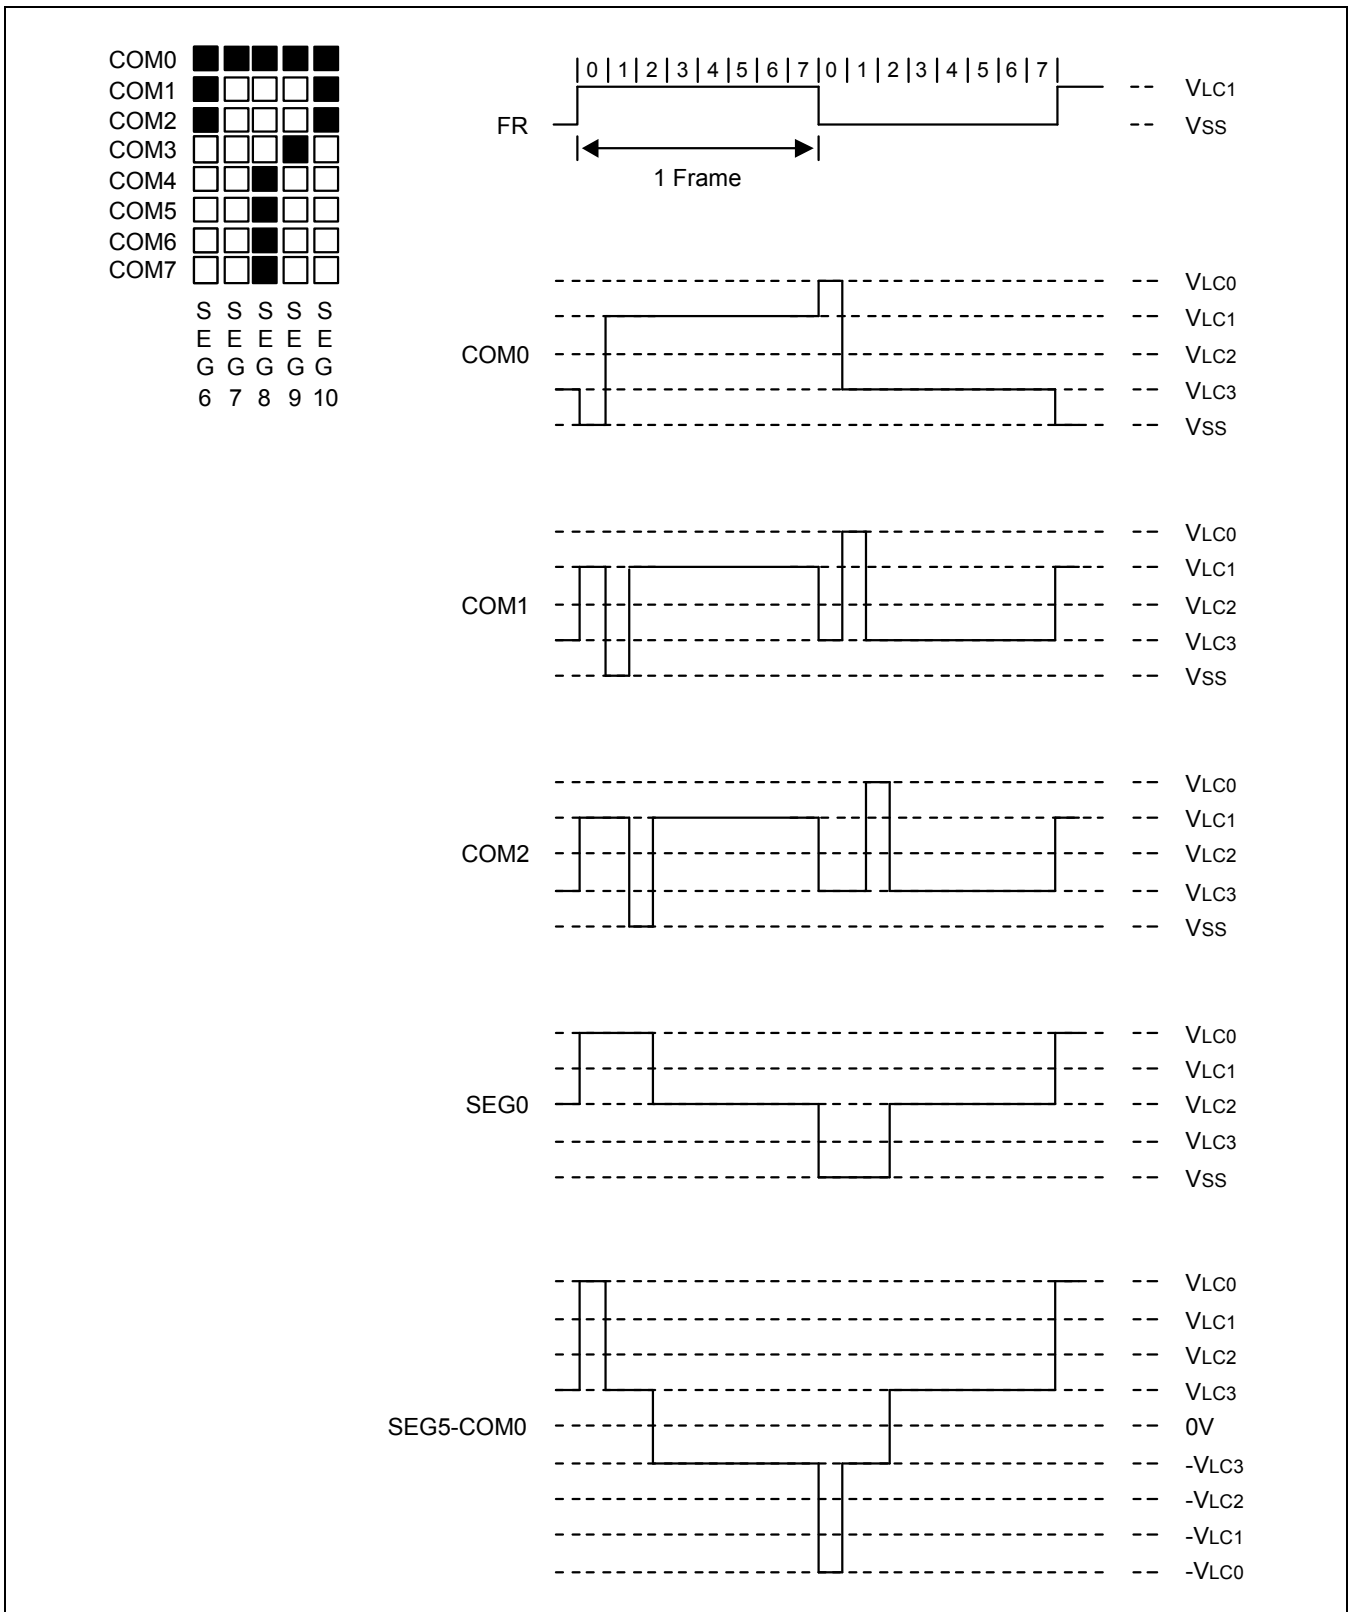 COM0
COM1
COM2
COM3
COM4
COM5
COM6
COM7
S S S S S
E E E E E
G G G G G
6 7 8 9 10
0 1 2 3 4 5 6 7 0 1 2 3 4 5 6 7
FR
VLC1
VSS
1 Frame
COM0
VLC0
VLC1
VLC2
VLC3
VSS
COM1
VLC0
VLC1
VLC2
VLC3
VSS
COM2
VLC0
VLC1
VLC2
VLC3
VSS
SEG0
VLC0
VLC1
VLC2
VLC3
VSS
SEG5-COM0
VLC0
VLC1
VLC2
VLC3
0V
-VLC3
-VLC2
-VLC1
-VLC0